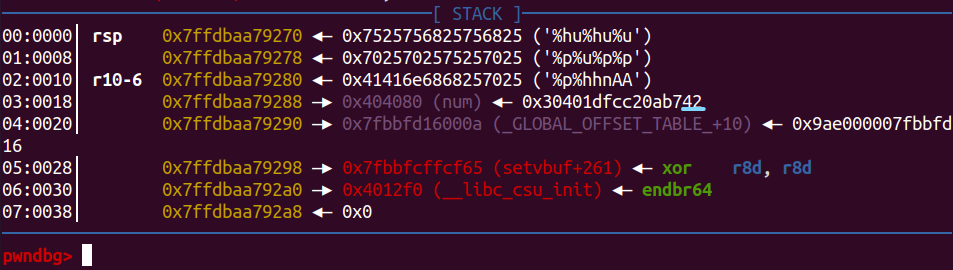 [ STACK ]
00:0000│ rsp 0x7ffdbaa79270 ◂— 0x7525756825756825 ('%hu%hu%u')
01:0008│ 0x7ffdbaa79278 ◂— 0x7025702575257025 ('%p%u%p%p')
02:0010│ r10-6 0x7ffdbaa79280 ◂— 0x41416e6868257025 ('%p%hhnAA')
03:0018│ 0x7ffdbaa79288 —▸ 0x404080 (num) ◂— 0x30401dfcc20ab742
04:0020│ 0x7ffdbaa79290 —▸ 0x7fbbfd16000a (_GLOBAL_OFFSET_TABLE_+10) ◂— 0x9ae000007fbbfd
16
05:0028│ 0x7ffdbaa79298 —▸ 0x7fbbfcffcf65 (setvbuf+261) ◂— xor r8d, r8d
06:0030│ 0x7ffdbaa792a0 —▸ 0x4012f0 (__libc_csu_init) ◂— endbr64
07:0038│ 0x7ffdbaa792a8 ◂— 0x0
pwndbg>